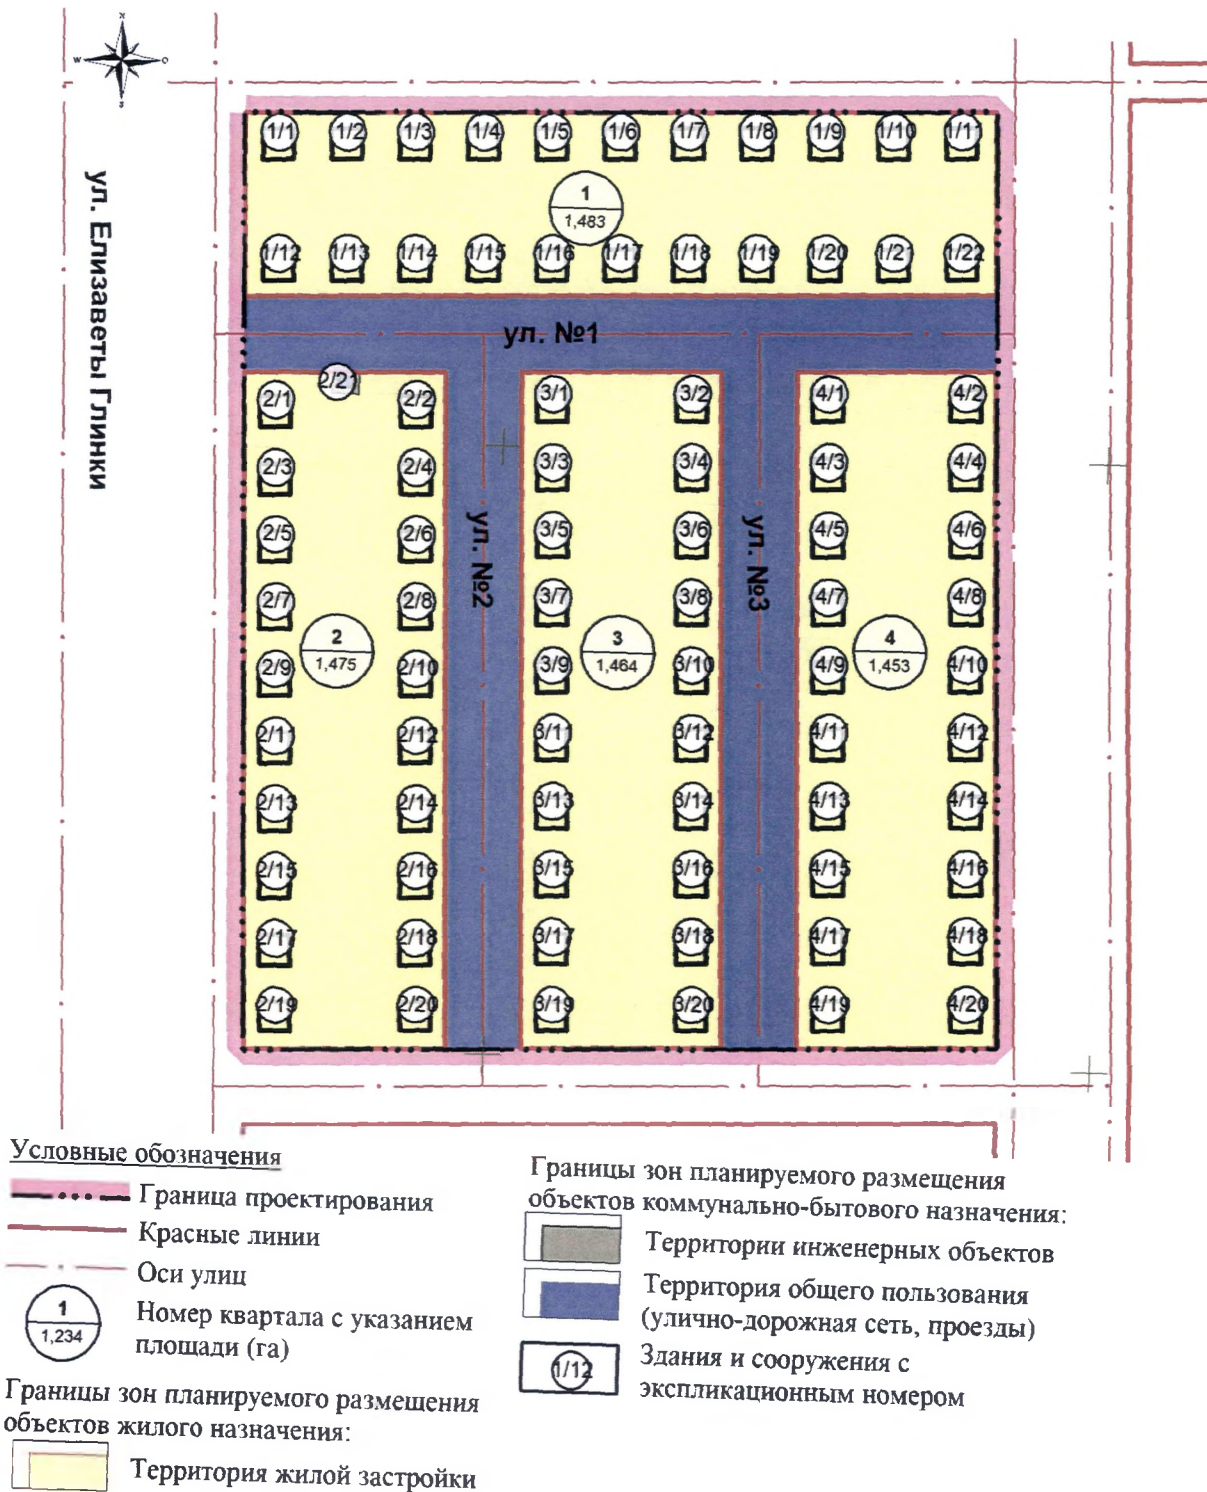 N
W
O
S
ул. Елизаветы Глинки
1/1 1/2 1/3 1/4 1/5 1/6 1/7 1/8 1/9 1/10 1/11
1
1,483
1/12 1/13 1/14 1/15 1/16 1/17 1/18 1/19 1/20 1/21 1/22
ул. №1
2/21
2/1 2/2 3/1 3/2 4/1 4/2
2/3 2/4 3/3 3/4 4/3 4/4
2/5 2/6 3/5 3/6 4/5 4/6
ул. №2
ул. №3
2/7 2/8 3/7 3/8 4/7 4/8
2
1,475
3
1,464
4
1,453
2/9 2/10 3/9 3/10 4/9 4/10
2/11 2/12 3/11 3/12 4/11 4/12
2/13 2/14 3/13 3/14 4/13 4/14
2/15 2/16 3/15 3/16 4/15 4/16
2/17 2/18 3/17 3/18 4/17 4/18
2/19 2/20 3/19 3/20 4/19 4/20
Условные обозначения
Граница проектирования
Красные линии
Оси улиц
1
1,234
Номер квартала с указанием
площади (га)
Границы зон планируемого размещения
объектов жилого назначения:
Территория жилой застройки
Границы зон планируемого размещения
объектов коммунально-бытового назначения:
Территории инженерных объектов
Территория общего пользования
(улично-дорожная сеть, проезды)
1/12
Здания и сооружения с
экспликационным номером